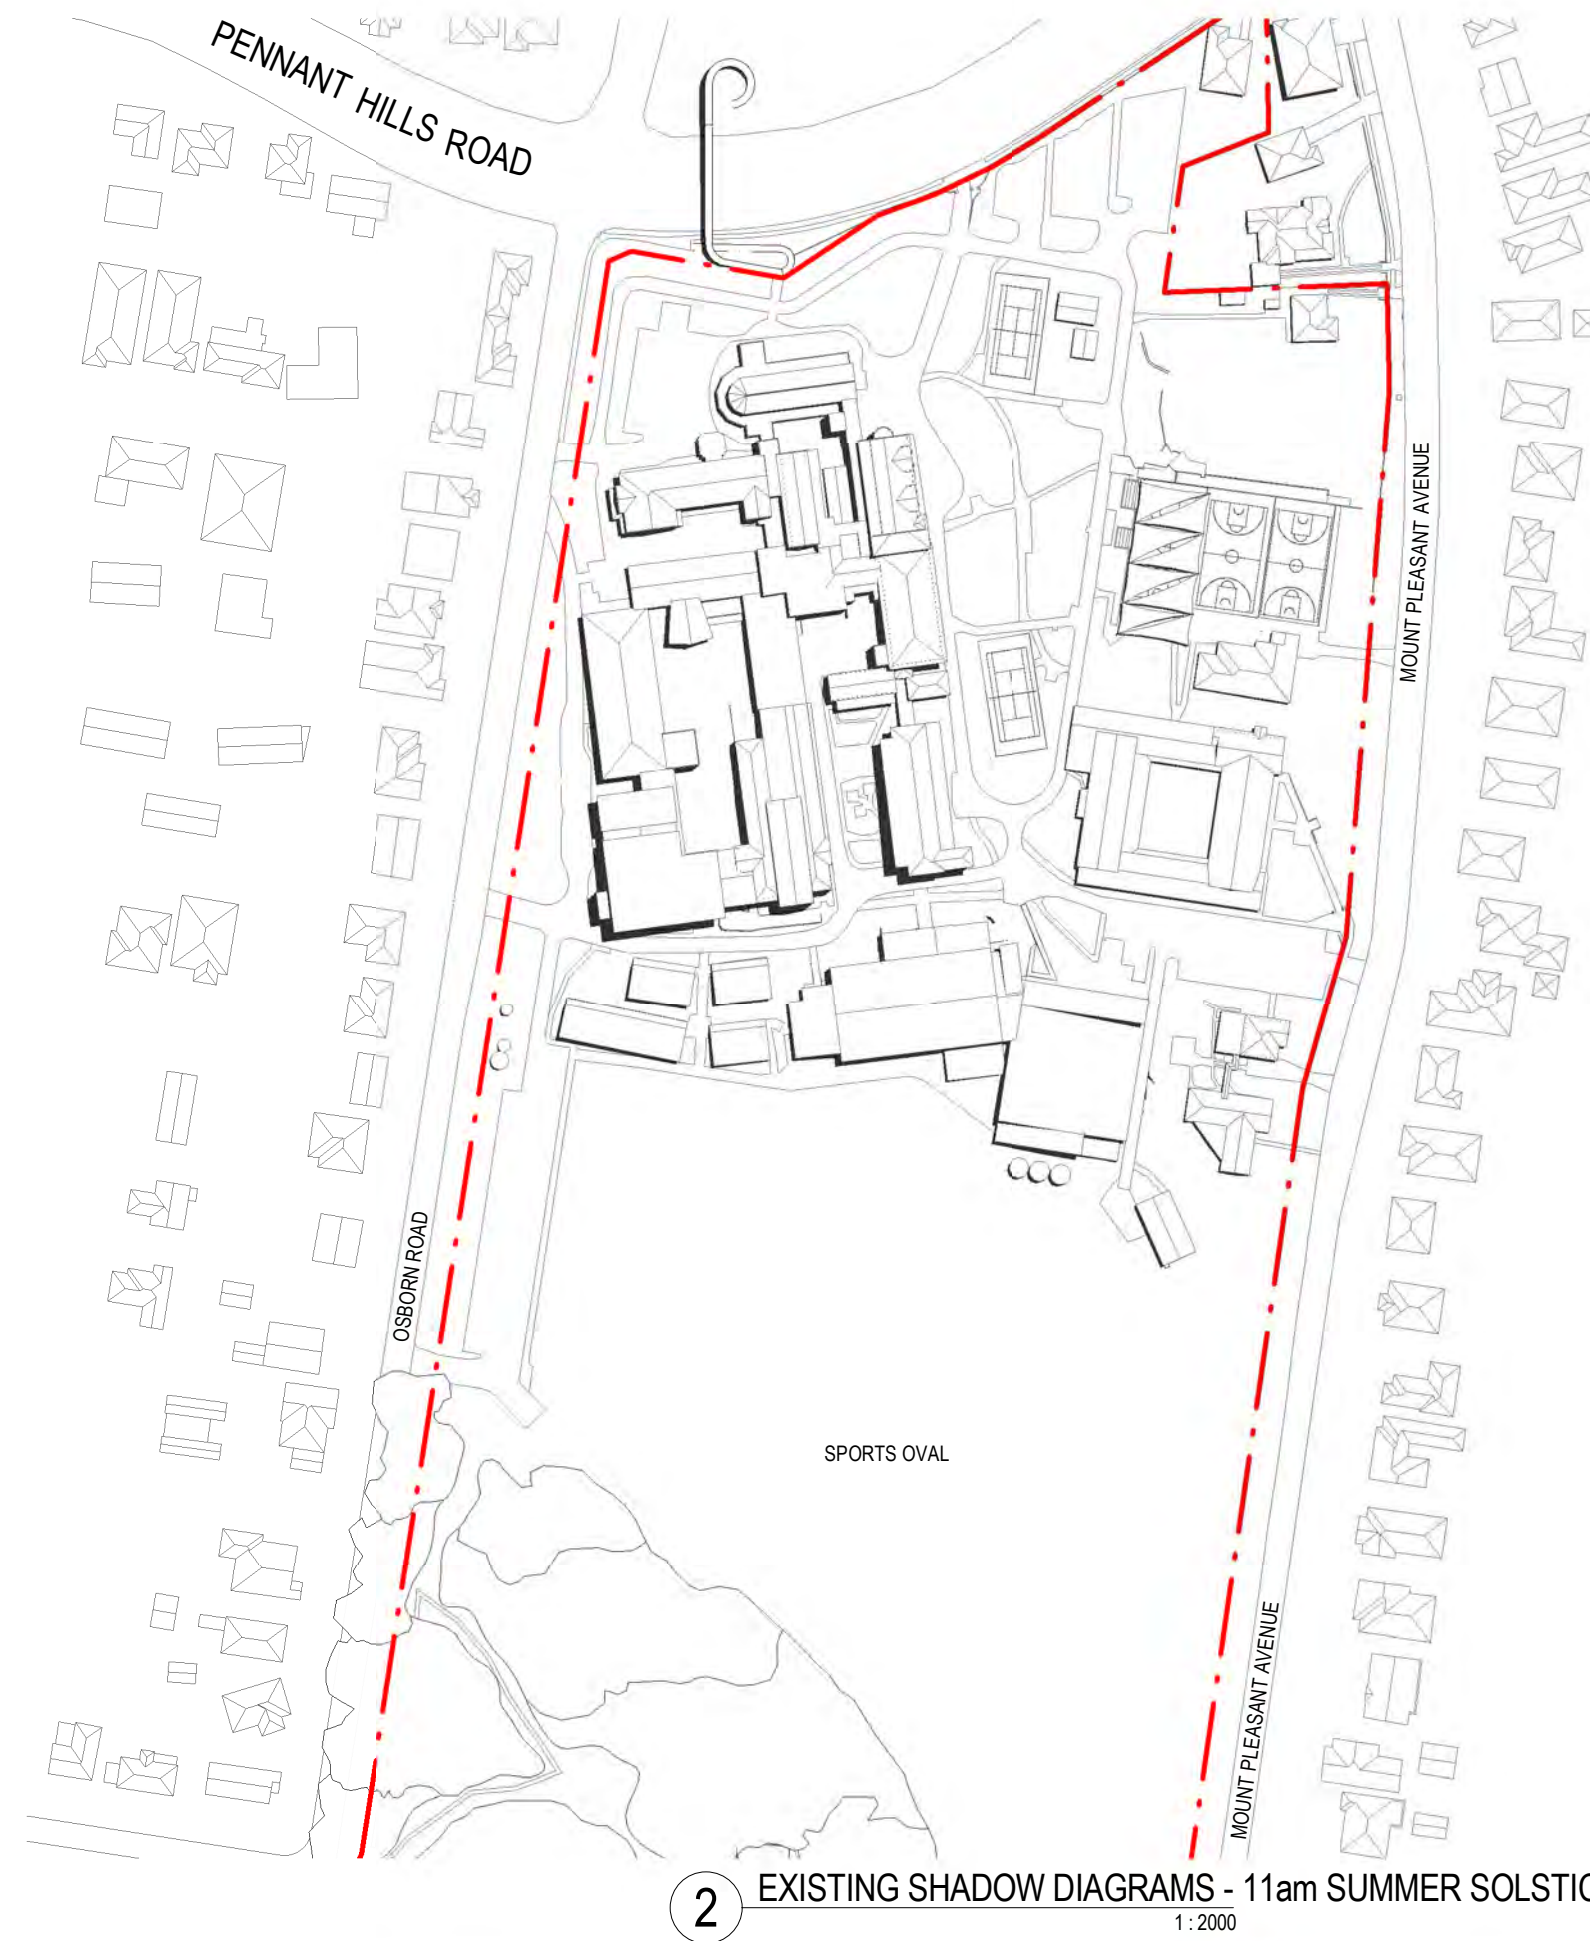 PENNANT HILLS ROAD
MOUNT PLEASANT AVENUE
OSBORN ROAD
SPORTS OVAL
MOUNT PLEASANT AVENUE
2
EXISTING SHADOW DIAGRAMS - 11am SUMMER SOLSTIC
1 : 2000